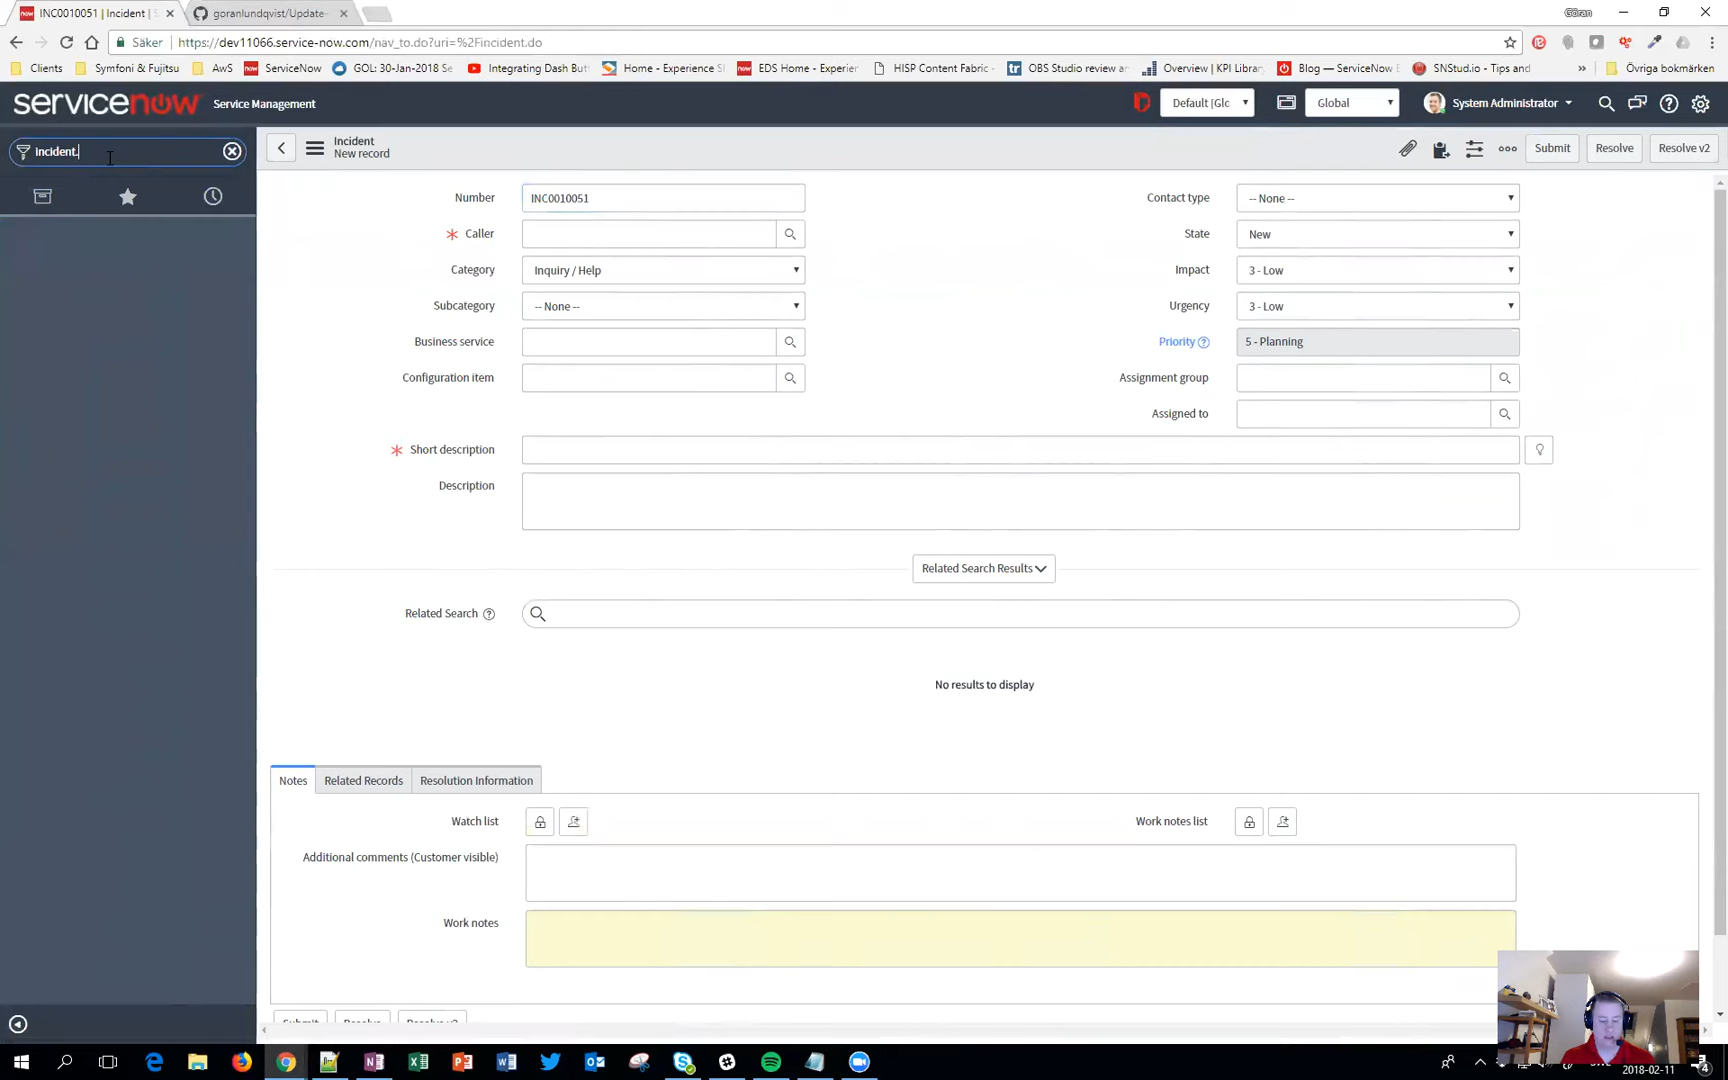 INC0010051 | Incident | S
goranlundqvist/Update-
Göran
Säker
https://dev11066.service-now.com/nav_to.do?uri=%2Fincident.do
Clients
Symfoni & Fujitsu
AwS
ServiceNow
GOL: 30-Jan-2018 Se
Integrating Dash Butt
Home - Experience S
EDS Home - Experien
HISP Content Fabric -
OBS Studio review an
Overview | KPI Librar
Blog — ServiceNow E
SNStud.io - Tips and
»
Övriga bokmärken
servicenow
Service Management
Default [Glc
Global
System Administrator
incident.
Incident
New record
Submit
Resolve
Resolve v2
Number
INC0010051
Contact type
-- None --
Caller
State
New
Category
Inquiry / Help
Impact
3 - Low
Subcategory
-- None --
Urgency
3 - Low
Business service
Priority
5 - Planning
Configuration item
Assignment group
Assigned to
Short description
Description
Related Search Results
Related Search
No results to display
Notes
Related Records
Resolution Information
Watch list
Work notes list
Additional comments (Customer visible)
Work notes
Submit
Resolve
Resolve v2
2018-02-11
4